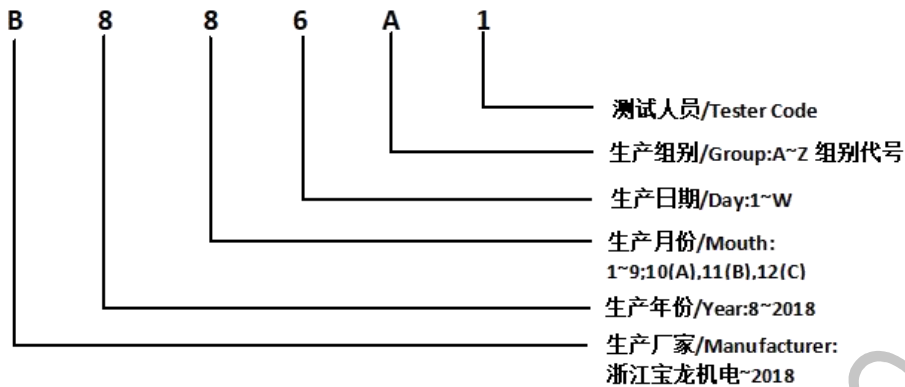 B 8 8 6 A 1
测试人员/Tester Code
生产组别/Group:A~Z 组别代号
生产日期/Day:1~W
生产月份/Mouth:
1~9;10(A),11(B),12(C)
生产年份/Year:8~2018
生产厂家/Manufacturer:
浙江宝龙机电~2018